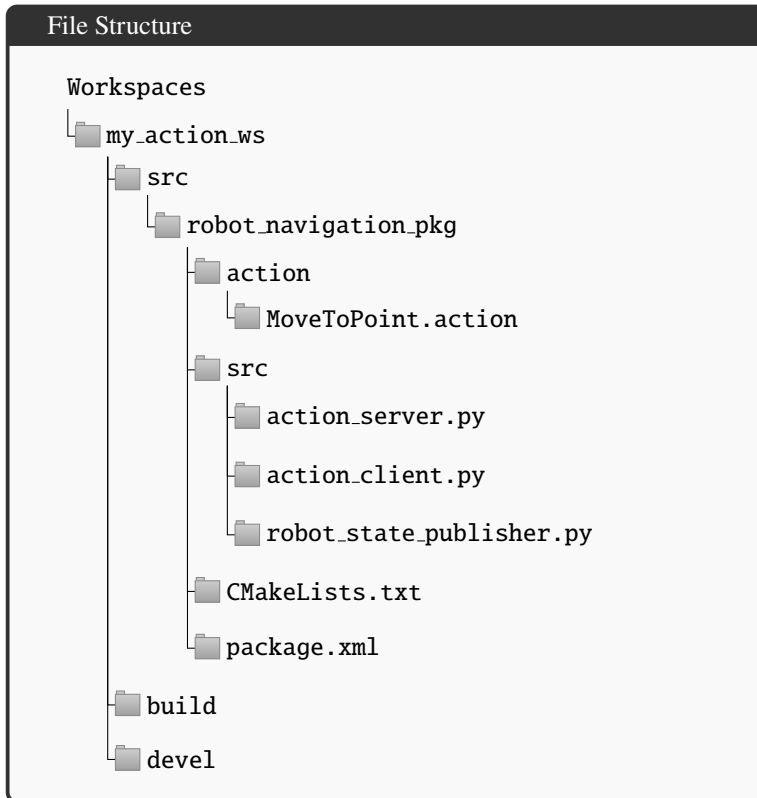 File Structure
Workspaces
my_action_ws
src
robot_navigation_pkg
action
MoveToPoint.action
src
action_server.py
action_client.py
robot_state_publisher.py
CMakeLists.txt
package.xml
build
devel